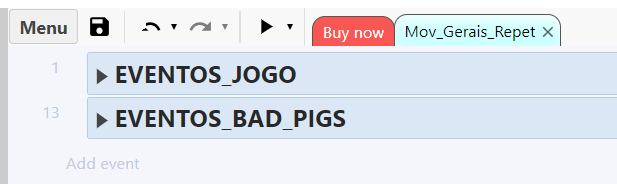 Menu Buy now Mov_Gerais_Repet
1 EVENTOS_JOGO
13 EVENTOS_BAD_PIGS
Add event